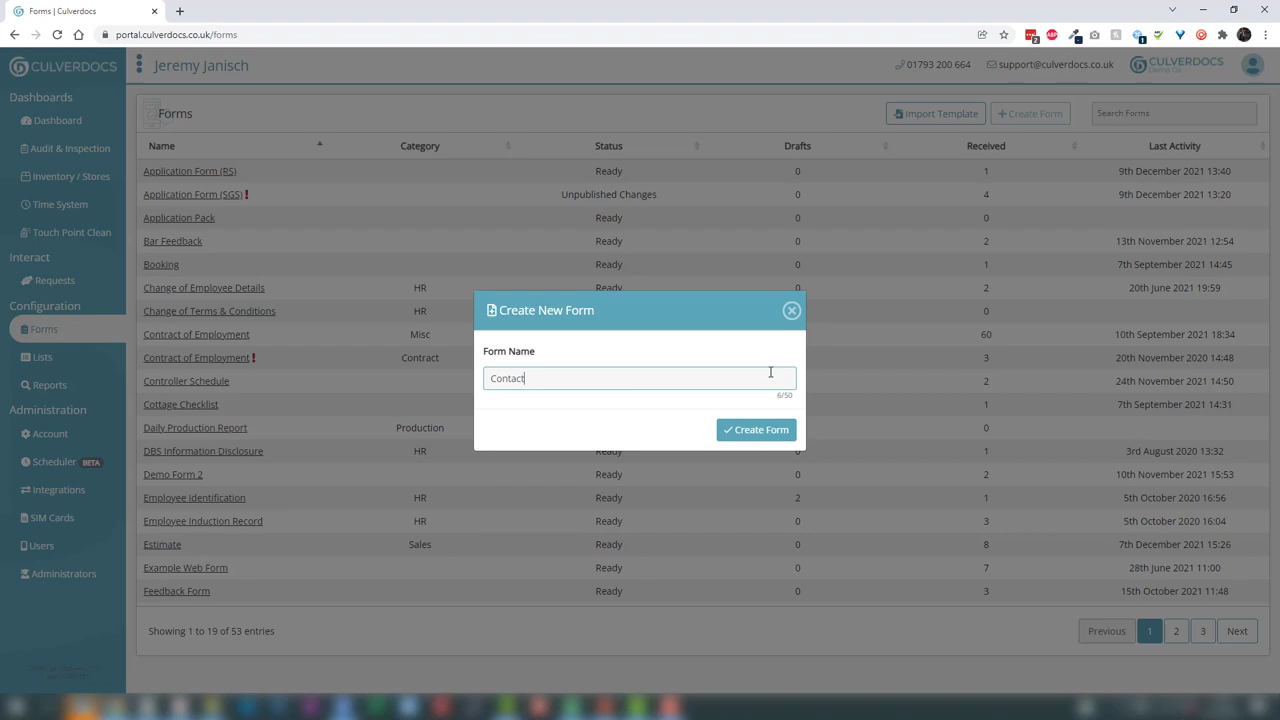 Forms | Culverdocs
portal.culverdocs.co.uk/forms
CULVERDOCS
Jeremy Janisch
01793 200 664
support@culverdocs.co.uk
CULVERDOCS
Dashboards
Dashboard
Audit & Inspection
Inventory / Stores
Time System
Touch Point Clean
Interact
Requests
Configuration
Forms
Lists
Reports
Administration
Account
Scheduler BETA
Integrations
SIM Cards
Users
Administrators
Forms
Import Template
+ Create Form
Search Forms
Name Category Status Drafts Received Last Activity
Application Form (RS) Ready 0 1 9th December 2021 13:40
Application Form (SGS) ! Unpublished Changes 0 4 9th December 2021 13:20
Application Pack Ready 0 0
Bar Feedback Ready 0 2 13th November 2021 12:54
Booking Ready 0 1 7th September 2021 14:45
Change of Employee Details HR Ready 0 2 20th June 2021 19:59
Change of Terms & Conditions HR 0
Contract of Employment Misc 60 10th September 2021 18:34
Contract of Employment ! Contract 3 20th November 2020 14:48
Controller Schedule 2 24th November 2021 14:50
Cottage Checklist 1 7th September 2021 14:31
Daily Production Report Production 0
DBS Information Disclosure HR Ready 0 1 3rd August 2020 13:32
Demo Form 2 Ready 0 2 10th November 2021 15:53
Employee Identification HR Ready 2 1 5th October 2020 16:56
Employee Induction Record HR Ready 0 3 5th October 2020 16:04
Estimate Sales Ready 0 8 7th December 2021 15:26
Example Web Form Ready 0 7 28th June 2021 11:00
Feedback Form Ready 0 3 15th October 2021 11:48
Showing 1 to 19 of 53 entries
Previous 1 2 3 Next
Create New Form
Form Name
Contact
6/50
Create Form